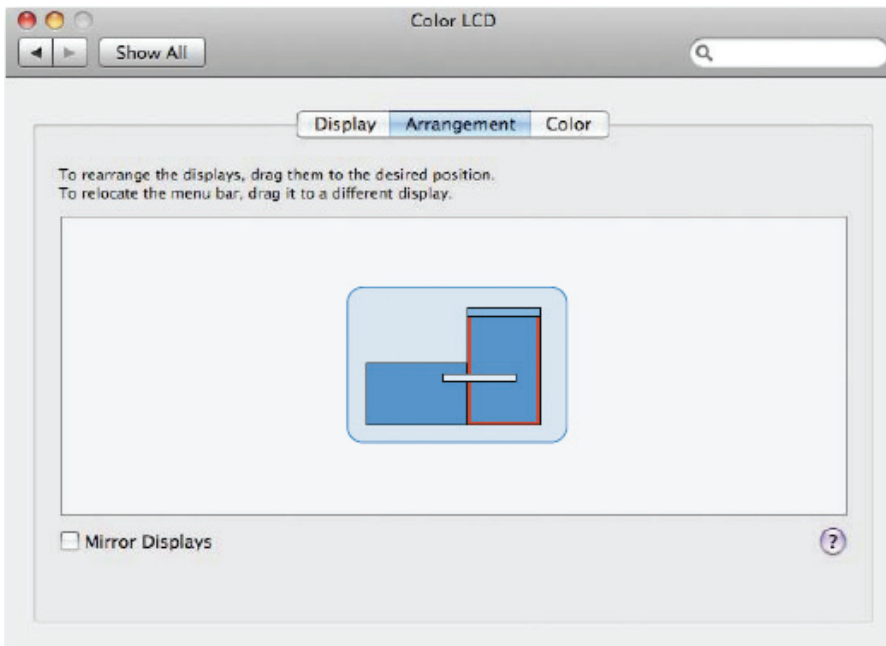 Color LCD
Show All
Display Arrangement Color
To rearrange the displays, drag them to the desired position.
To relocate the menu bar, drag it to a different display.
Mirror Displays
?